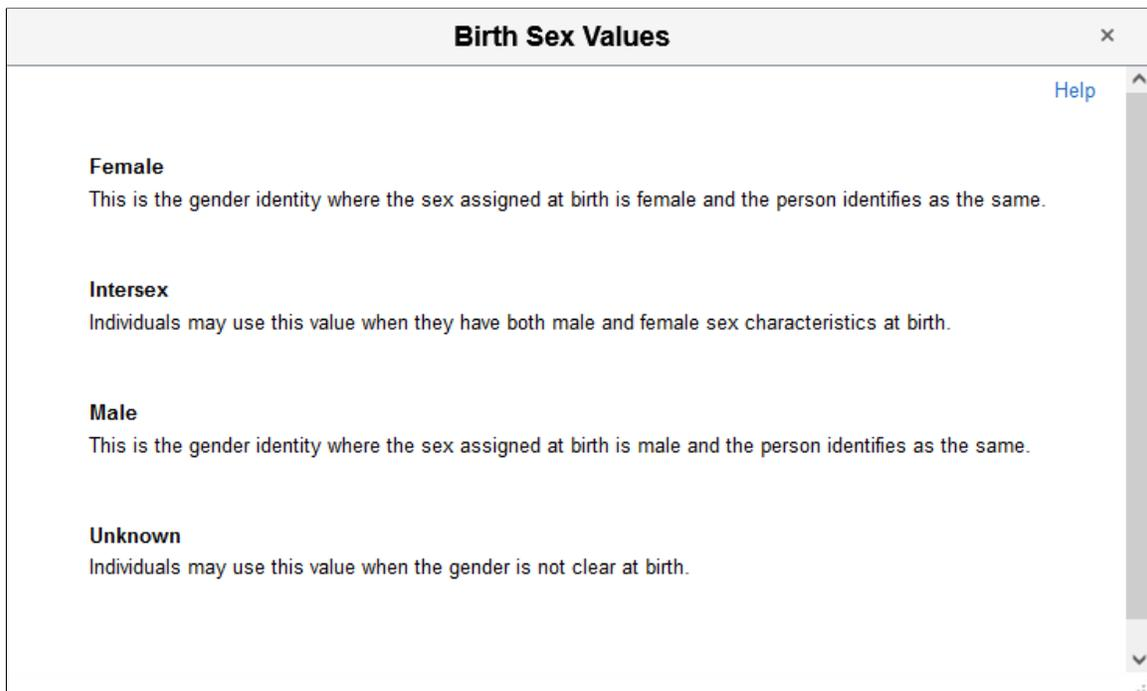 Birth Sex Values ×
Help
Female
This is the gender identity where the sex assigned at birth is female and the person identifies as the same.
Intersex
Individuals may use this value when they have both male and female sex characteristics at birth.
Male
This is the gender identity where the sex assigned at birth is male and the person identifies as the same.
Unknown
Individuals may use this value when the gender is not clear at birth.